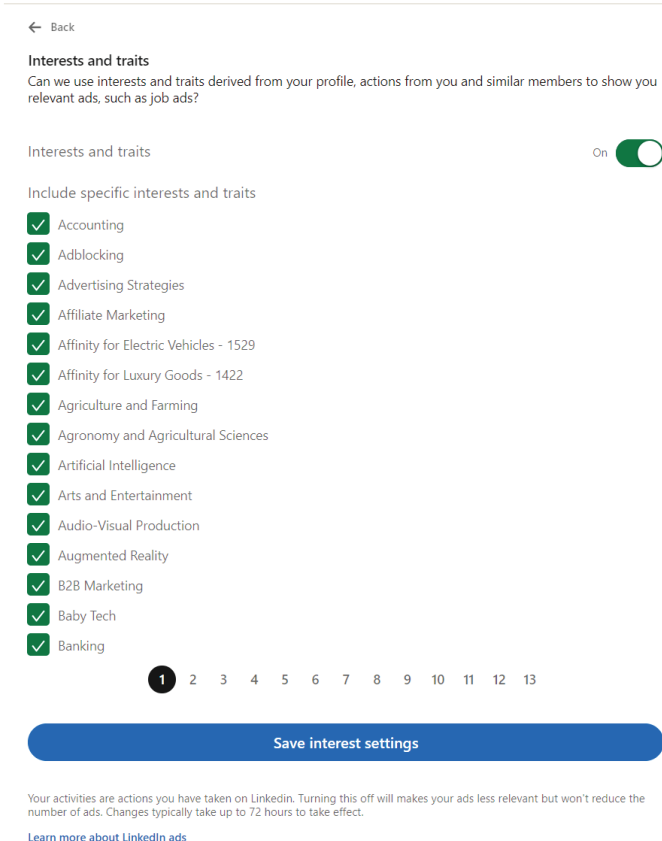 Back
Interests and traits
Can we use interests and traits derived from your profile, actions from you and similar members to show you
relevant ads, such as job ads?
Interests and traits
On
Include specific interests and traits
Accounting
Adblocking
Advertising Strategies
Affiliate Marketing
Affinity for Electric Vehicles - 1529
Affinity for Luxury Goods - 1422
Agriculture and Farming
Agronomy and Agricultural Sciences
Artificial Intelligence
Arts and Entertainment
Audio-Visual Production
Augmented Reality
B2B Marketing
Baby Tech
Banking
1 2 3 4 5 6 7 8 9 10 11 12 13
Save interest settings
Your activities are actions you have taken on Linkedin. Turning this off will makes your ads less relevant but won't reduce the
number of ads. Changes typically take up to 72 hours to take effect.
Learn more about LinkedIn ads